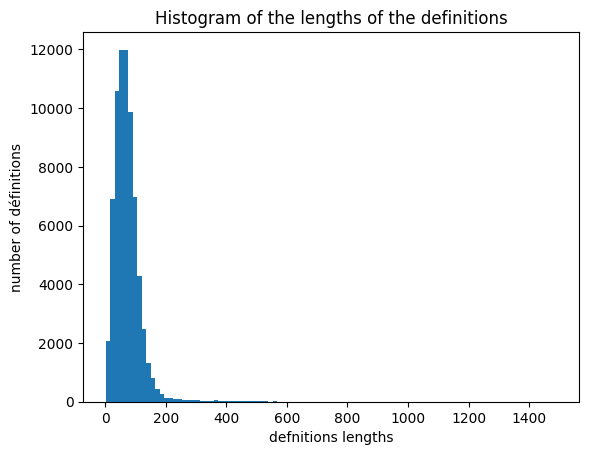 Histogram of the lengths of the definitions
number of définitions
12000
10000
8000
6000
4000
2000
0
0 200 400 600 800 1000 1200 1400
defnitions lengths